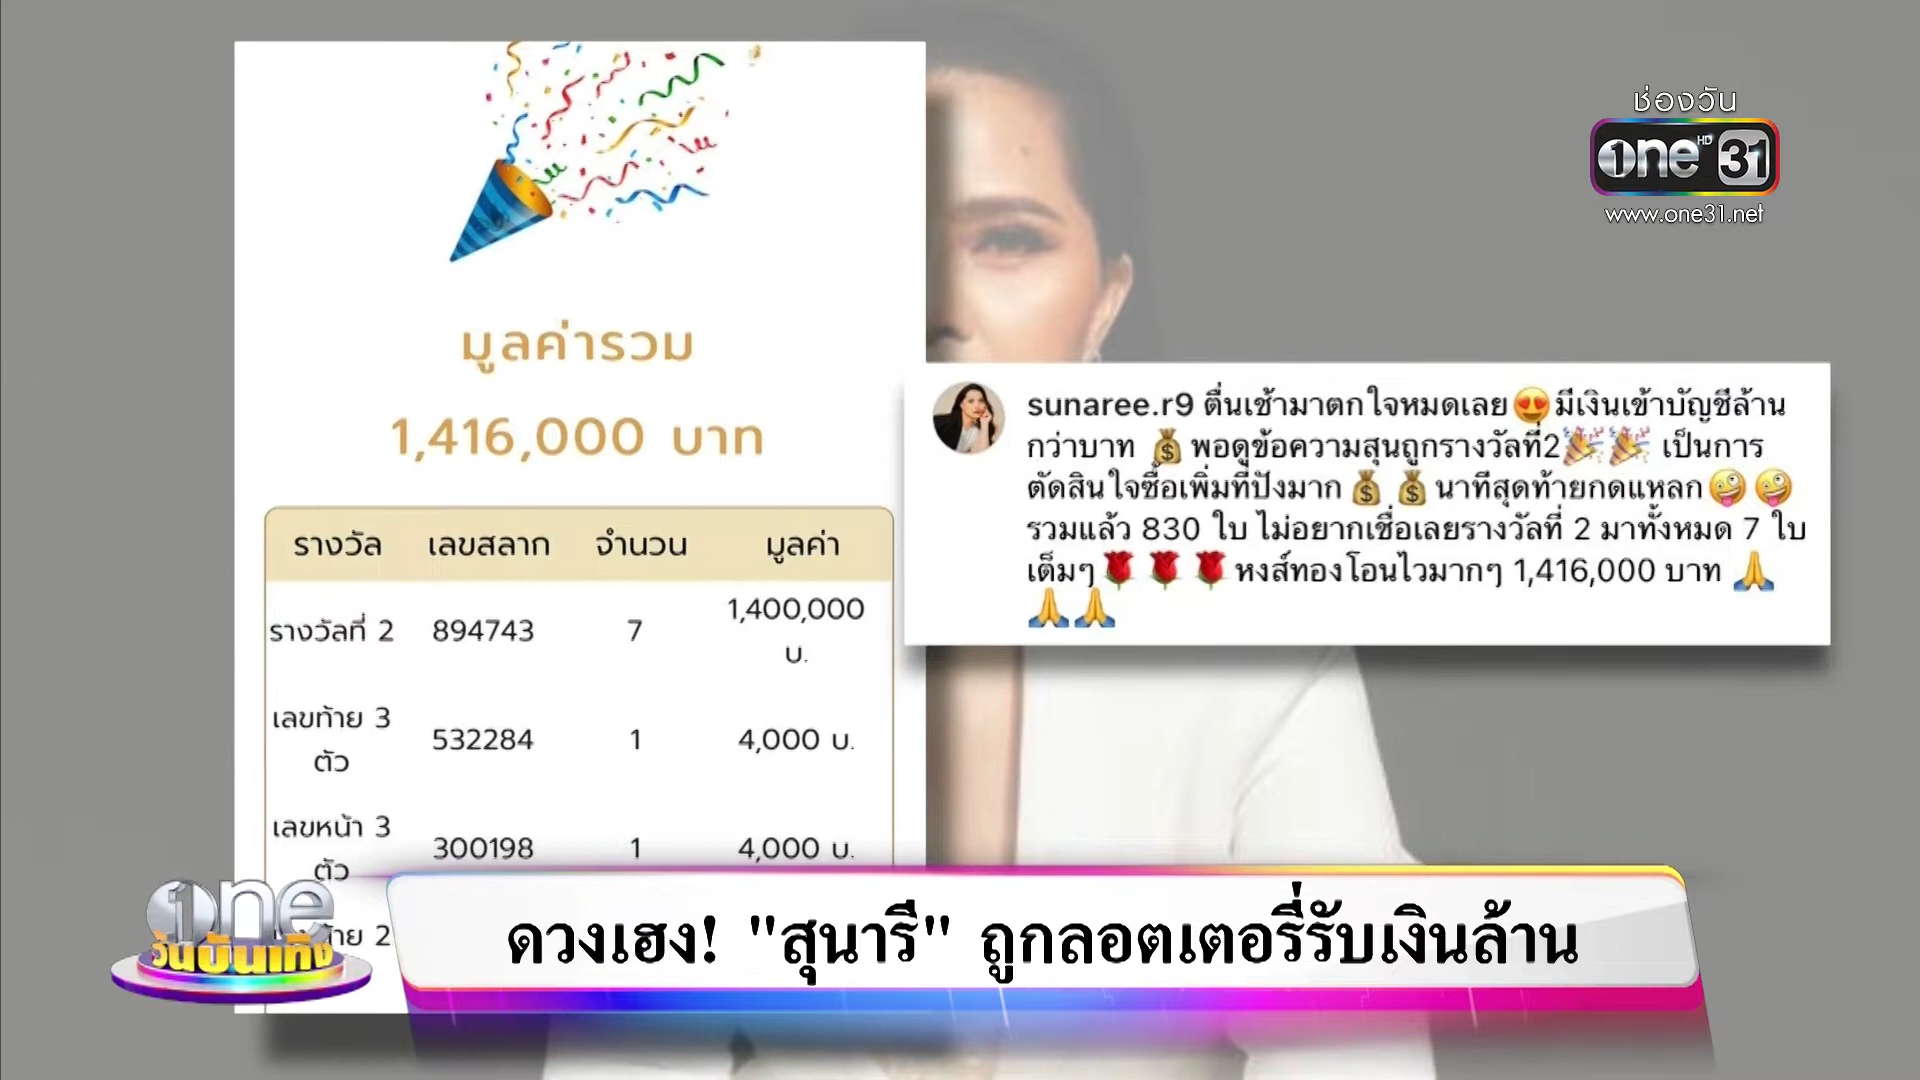 ช่องวัน
one HD 31
www.one31.net
มูลค่ารวม
1,416,000 บาท
รางวัล เลขสลาก จำนวน มูลค่า
รางวัลที่ 2 894743 7 1,400,000
บ.
เลขท้าย 3
ตัว 532284 1 4,000 บ.
เลขหน้า 3
ตัว 300198 1 4,000 บ.
sunaree.r9 ตื่นเช้ามาตกใจหมดเลย😍มีเงินเข้าบัญชีล้าน
กว่าบาท 💰 พอดูข้อความสุนถูกรางวัลที่2🎉🎉 เป็นการ
ตัดสินใจซื้อเพิ่มที่ปังมาก💰 💰 นาทีสุดท้ายกดแหลก🤪🤪
รวมแล้ว 830 ใบ ไม่อยากเชื่อเลยรางวัลที่ 2 มาทั้งหมด 7 ใบ
เต็มๆ🌹 🌹 🌹หงส์ทองโอนไวมากๆ 1,416,000 บาท 🙏
🙏🙏
one
วันบันเทิง
ดวงเฮง! "สุนารี" ถูกลอตเตอรี่รับเงินล้าน